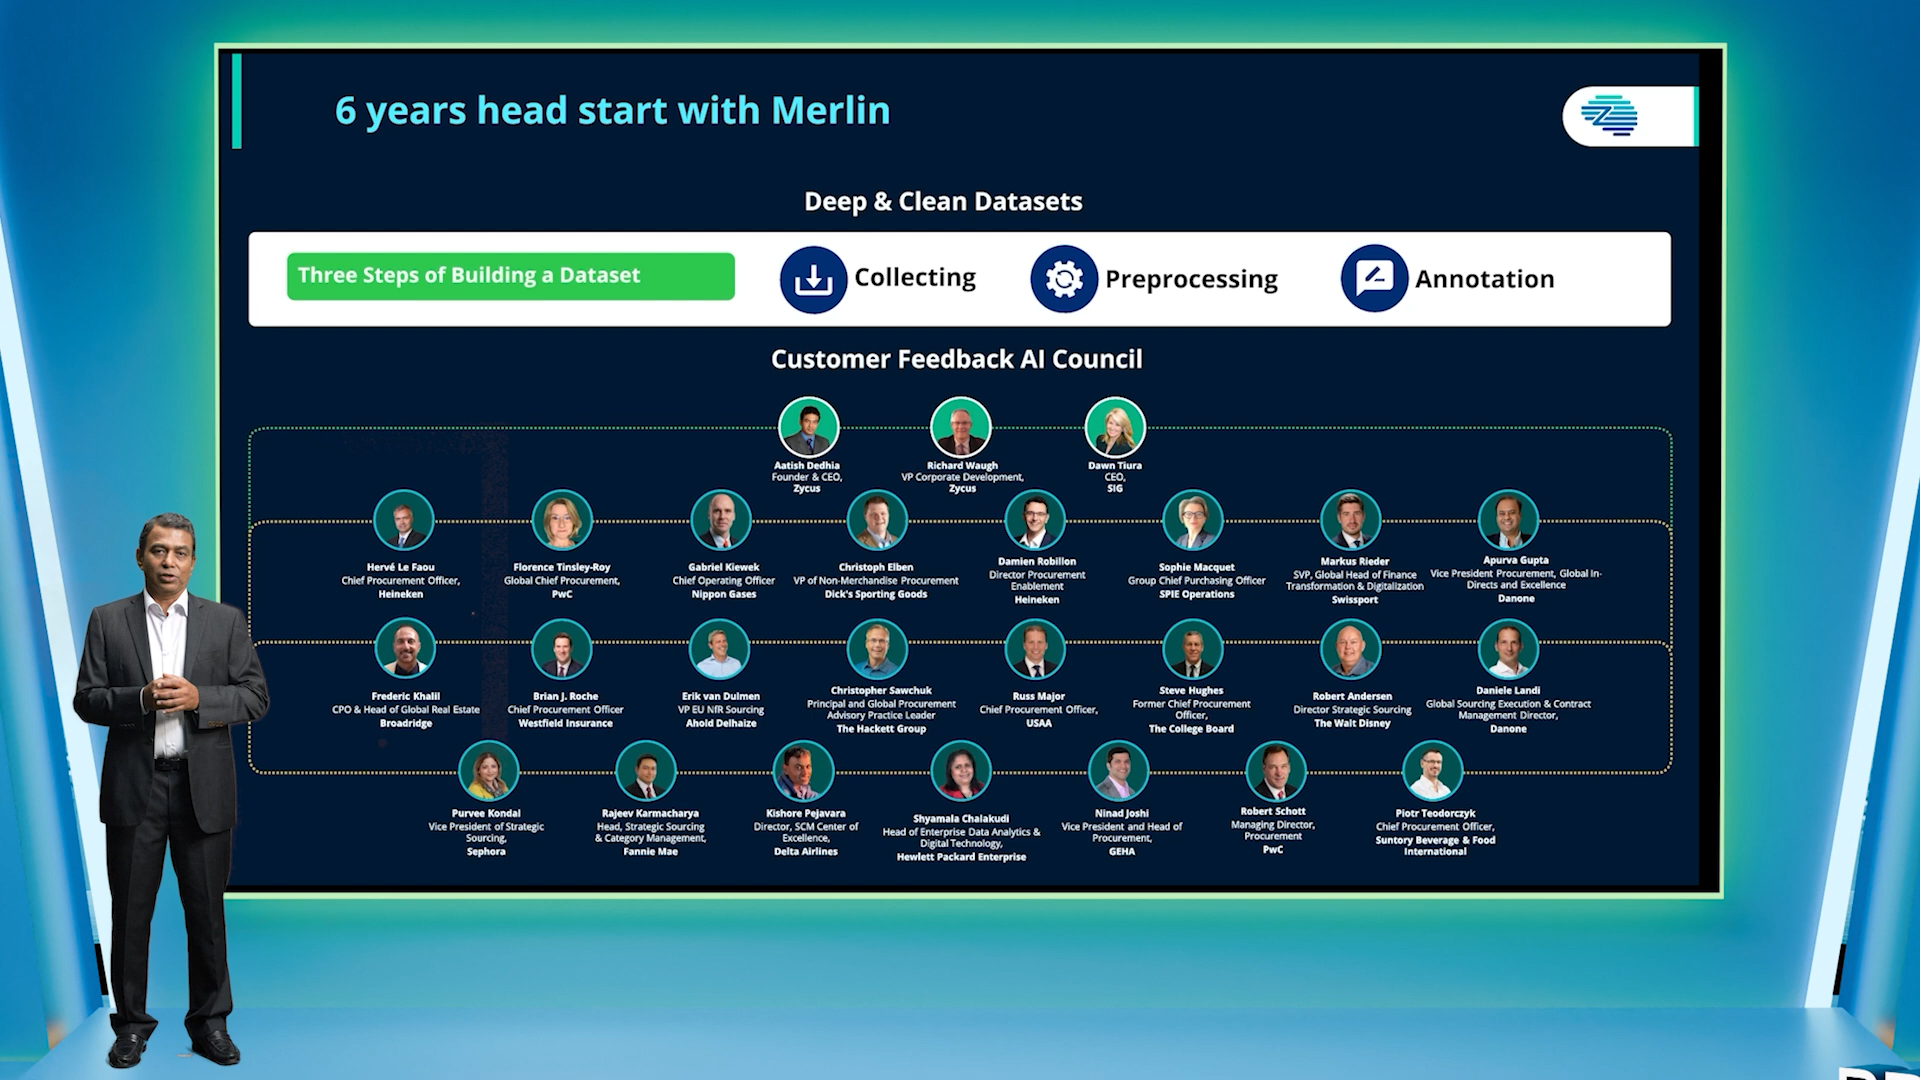 6 years head start with Merlin
Deep & Clean Datasets
Three Steps of Building a Dataset
Collecting
Preprocessing
Annotation
Customer Feedback AI Council
Aatish Dedhia
Founder & CEO,
Zycus
Richard Waugh
VP Corporate Development,
Zycus
Dawn Tiura
CEO,
SIG
Hervé Le Faou
Chief Procurement Officer,
Heineken
Florence Tinsley-Roy
Global Chief Procurement,
PwC
Gabriel Kiewek
Chief Operating Officer
Nippon Gases
Christoph Elben
VP of Non-Merchandise Procurement
Dick's Sporting Goods
Damien Robillon
Director Procurement
Enablement
Heineken
Sophie Macquet
Group Chief Purchasing Officer
SPIE Operations
Markus Rieder
SVP, Global Head of Finance
Transformation & Digitalization
Swissport
Apurva Gupta
Vice President Procurement, Global In-
Directs and Excellence
Danone
Frederic Khalil
CPO & Head of Global Real Estate
Broadridge
Brian J. Roche
Chief Procurement Officer
Westfield Insurance
Erik van Dulmen
VP EU NfR Sourcing
Ahold Delhaize
Christopher Sawchuk
Principal and Global Procurement
Advisory Practice Leader
The Hackett Group
Russ Major
Chief Procurement Officer,
USAA
Steve Hughes
Former Chief Procurement
Officer,
The College Board
Robert Andersen
Director Strategic Sourcing
The Walt Disney
Daniele Landi
Global Sourcing Execution & Contract
Management Director,
Danone
Purvee Kondal
Vice President of Strategic
Sourcing,
Sephora
Rajeev Karmacharya
Head, Strategic Sourcing
& Category Management,
Fannie Mae
Kishore Pejavara
Director, SCM Center of
Excellence,
Delta Airlines
Shyamala Chalakudi
Head of Enterprise Data Analytics &
Digital Technology,
Hewlett Packard Enterprise
Ninad Joshi
Vice President and Head of
Procurement,
GEHA
Robert Schott
Managing Director,
Procurement
PwC
Piotr Teodorczyk
Chief Procurement Officer,
Suntory Beverage & Food
International